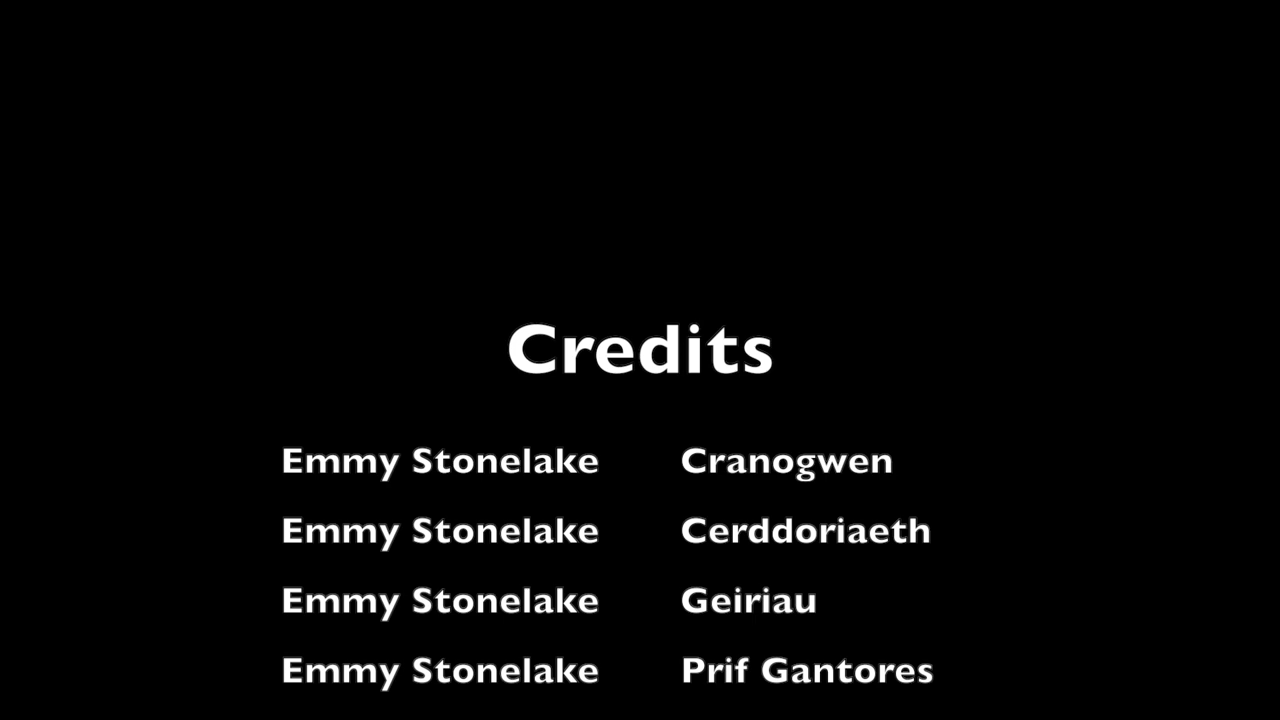 Credits
Emmy Stonelake Cranogwen
Emmy Stonelake Cerddoriaeth
Emmy Stonelake Geiriau
Emmy Stonelake Prif Gantores